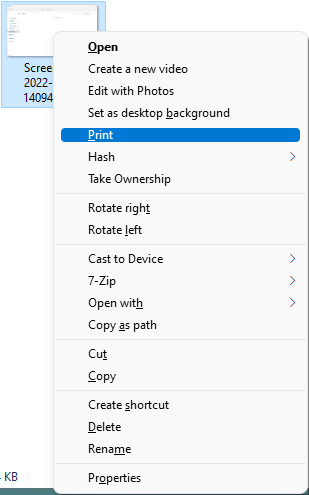 Open
Create a new video
Edit with Photos
Set as desktop background
Print
Hash
Take Ownership
Rotate right
Rotate left
Cast to Device
7-Zip
Open with
Copy as path
Cut
Copy
Create shortcut
Delete
Rename
Properties
Scree
2022-
14094
KB